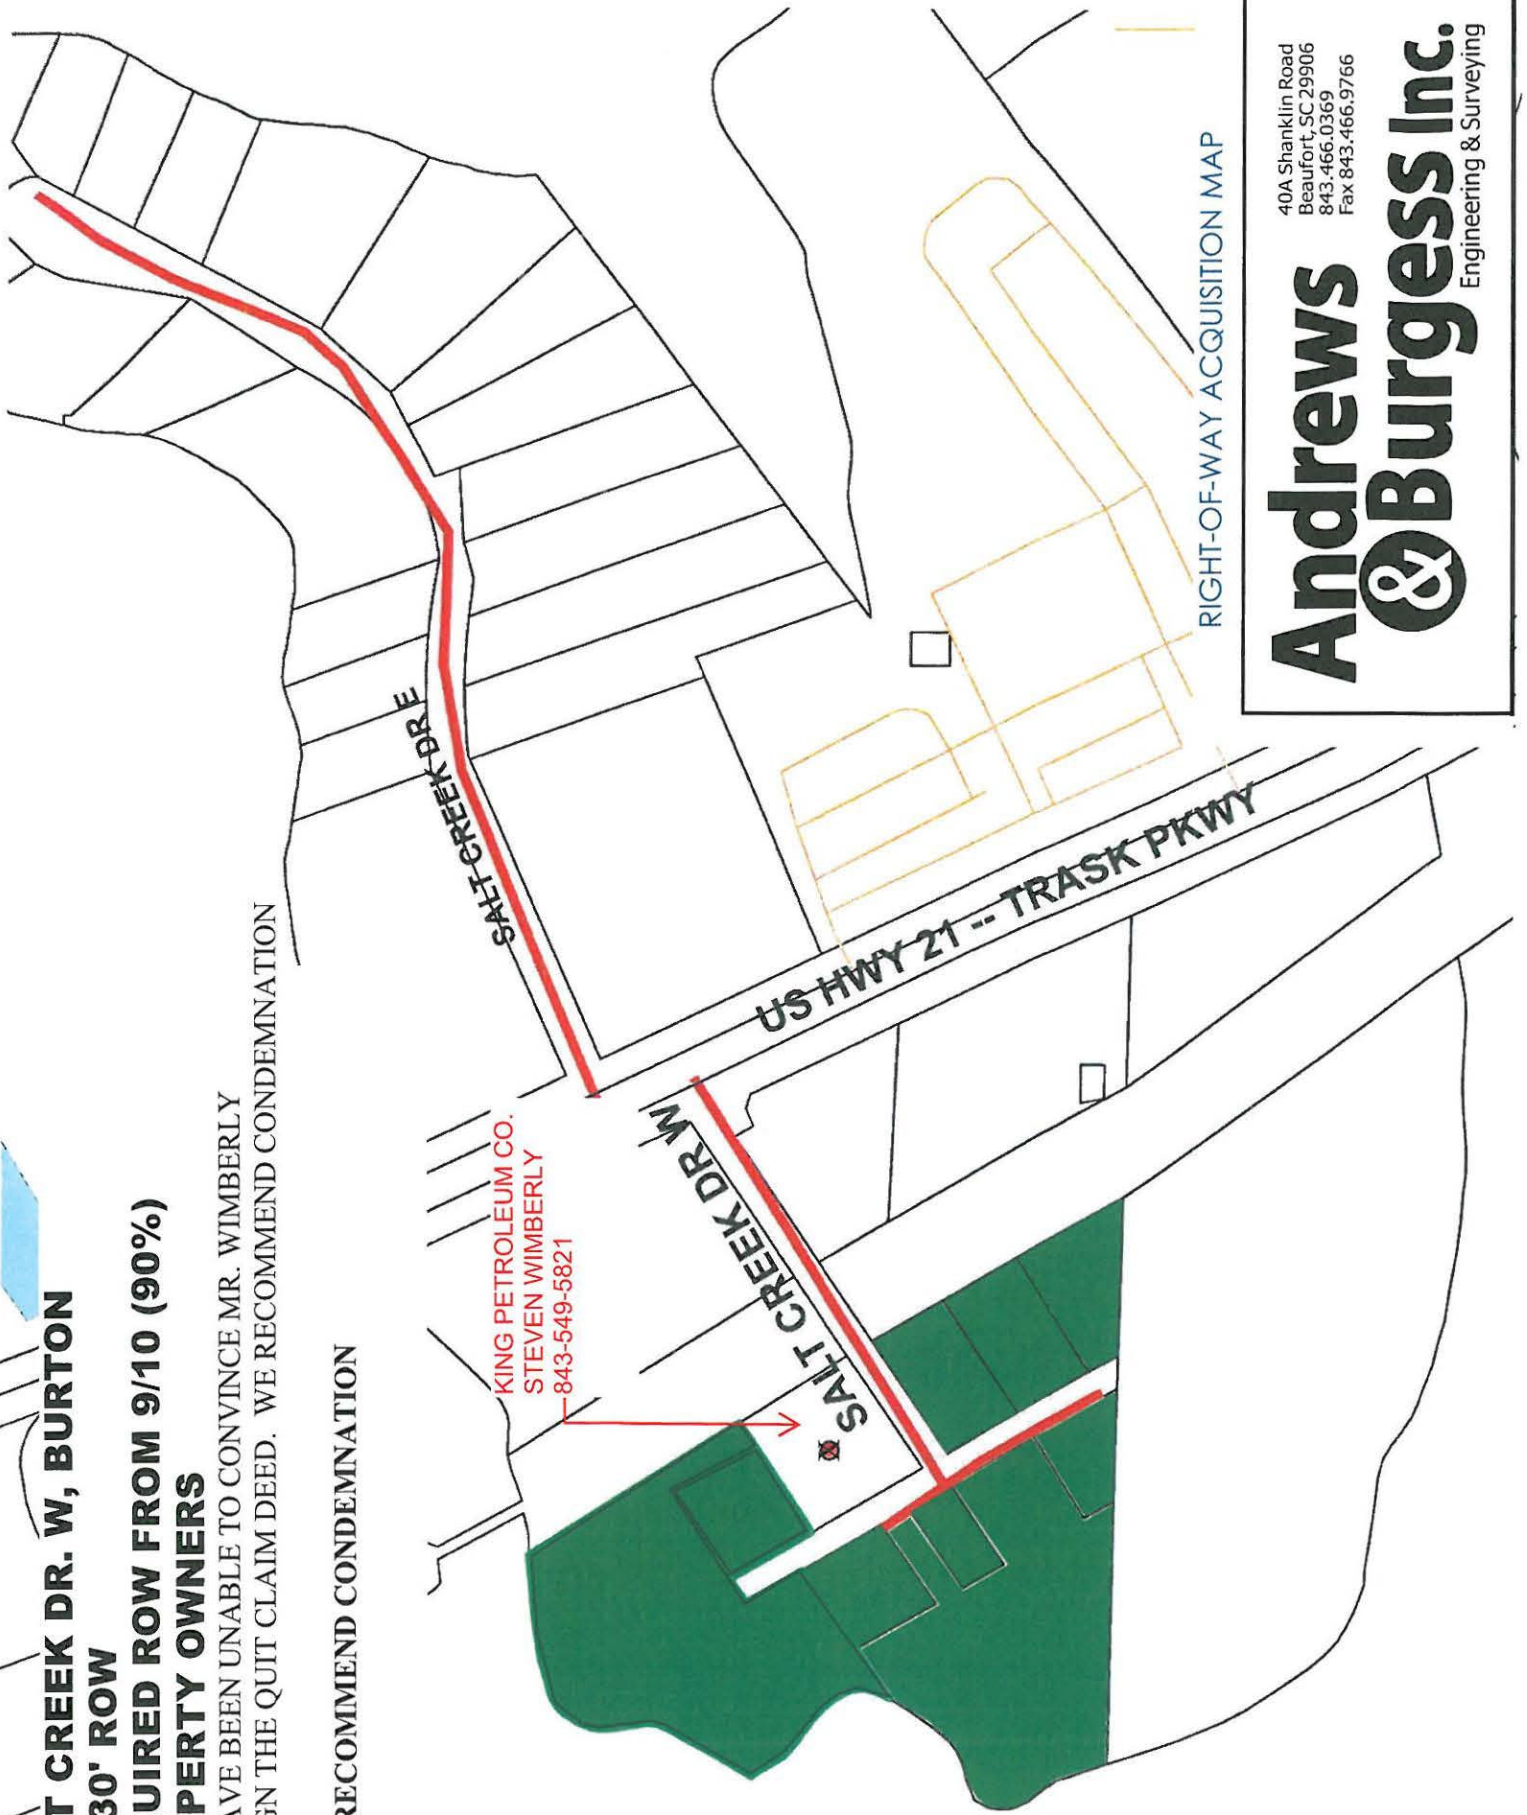 T CREEK DR. W, BURTON
30' ROW
UIRED ROW FROM 9/10 (90%)
PERTY OWNERS
AVE BEEN UNABLE TO CONVINCE MR. WIMBERLY
GN THE QUIT CLAIM DEED. WE RECOMMEND CONDEMNATION
RECOMMEND CONDEMNATION
SALT CREEK DR E
KING PETROLEUM CO.
STEVEN WIMBERLY
843-549-5821
SALT CREEK DR W
US HWY 21 -- TRASK PKWY
RIGHT-OF-WAY ACQUISITION MAP
Andrews
& Burgess Inc.
Engineering & Surveying
40A Shanklin Road
Beaufort, SC 29906
843.466.0369
Fax 843.466.9766